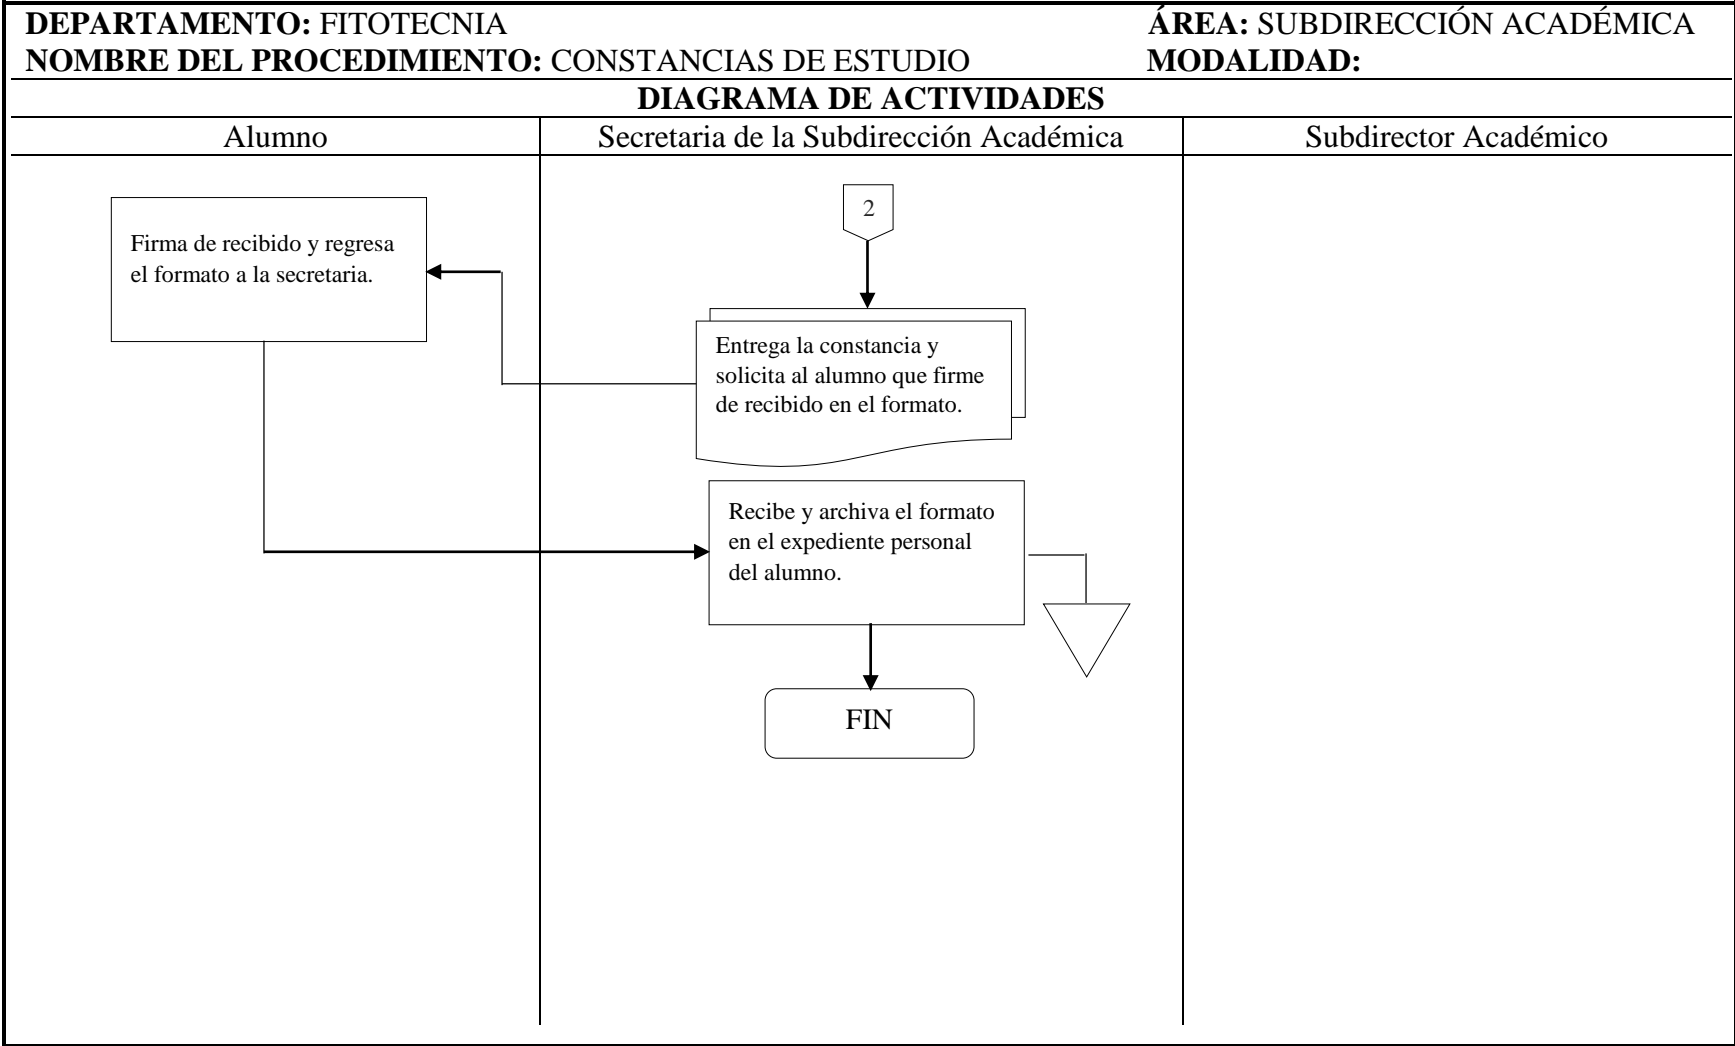 DEPARTAMENTO: FITOTECNIA ÁREA: SUBDIRECCIÓN ACADÉMICA
NOMBRE DEL PROCEDIMIENTO: CONSTANCIAS DE ESTUDIO MODALIDAD:
DIAGRAMA DE ACTIVIDADES
Alumno Secretaria de la Subdirección Académica Subdirector Académico
2
Entrega la constancia y
solicita al alumno que firme
de recibido en el formato.
Firma de recibido y regresa
el formato a la secretaria.
Recibe y archiva el formato
en el expediente personal
del alumno.
FIN